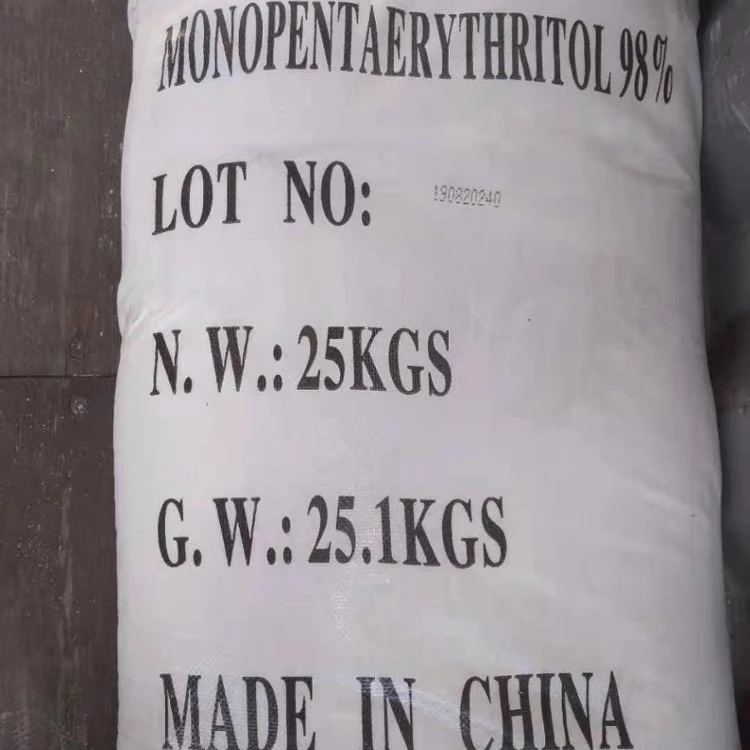 MONOPENTAERYTHRITOL 98%
LOT NO: 190820240
N. W.: 25KGS
G. W.: 25.1KGS
MADE IN CHINA